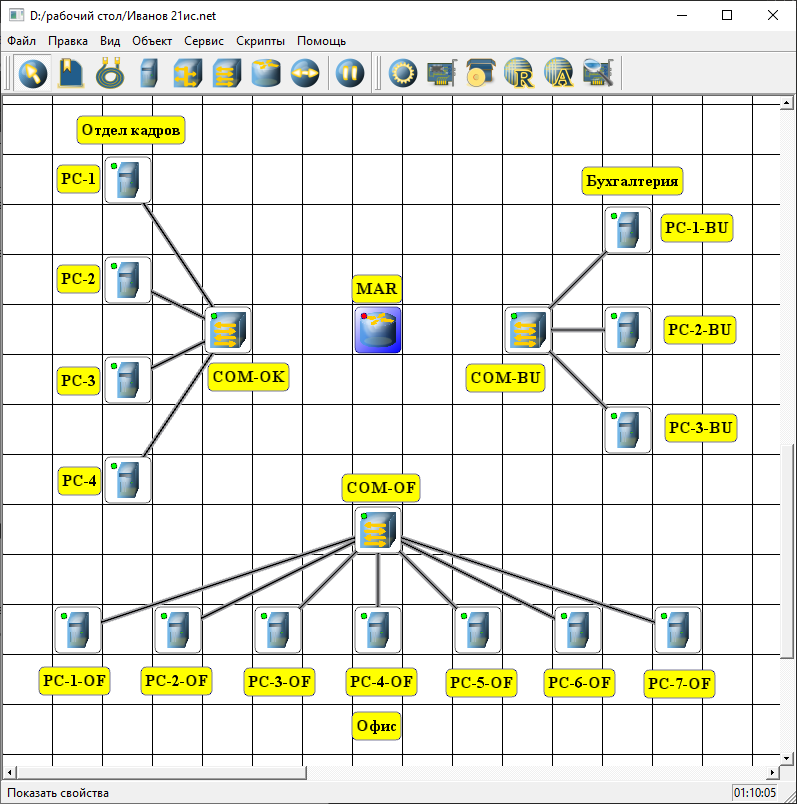 D:/рабочий стол/Иванов 21ис.net
Файл Правка Вид Объект Сервис Скрипты Помощь
R A
Отдел кадров
PC-1
Бухгалтерия
PC-1-BU
PC-2
MAR
PC-2-BU
PC-3
COM-OK
COM-BU
PC-3-BU
PC-4
COM-OF
PC-1-OF PC-2-OF PC-3-OF PC-4-OF PC-5-OF PC-6-OF PC-7-OF
Офис
Показать свойства 01:10:05